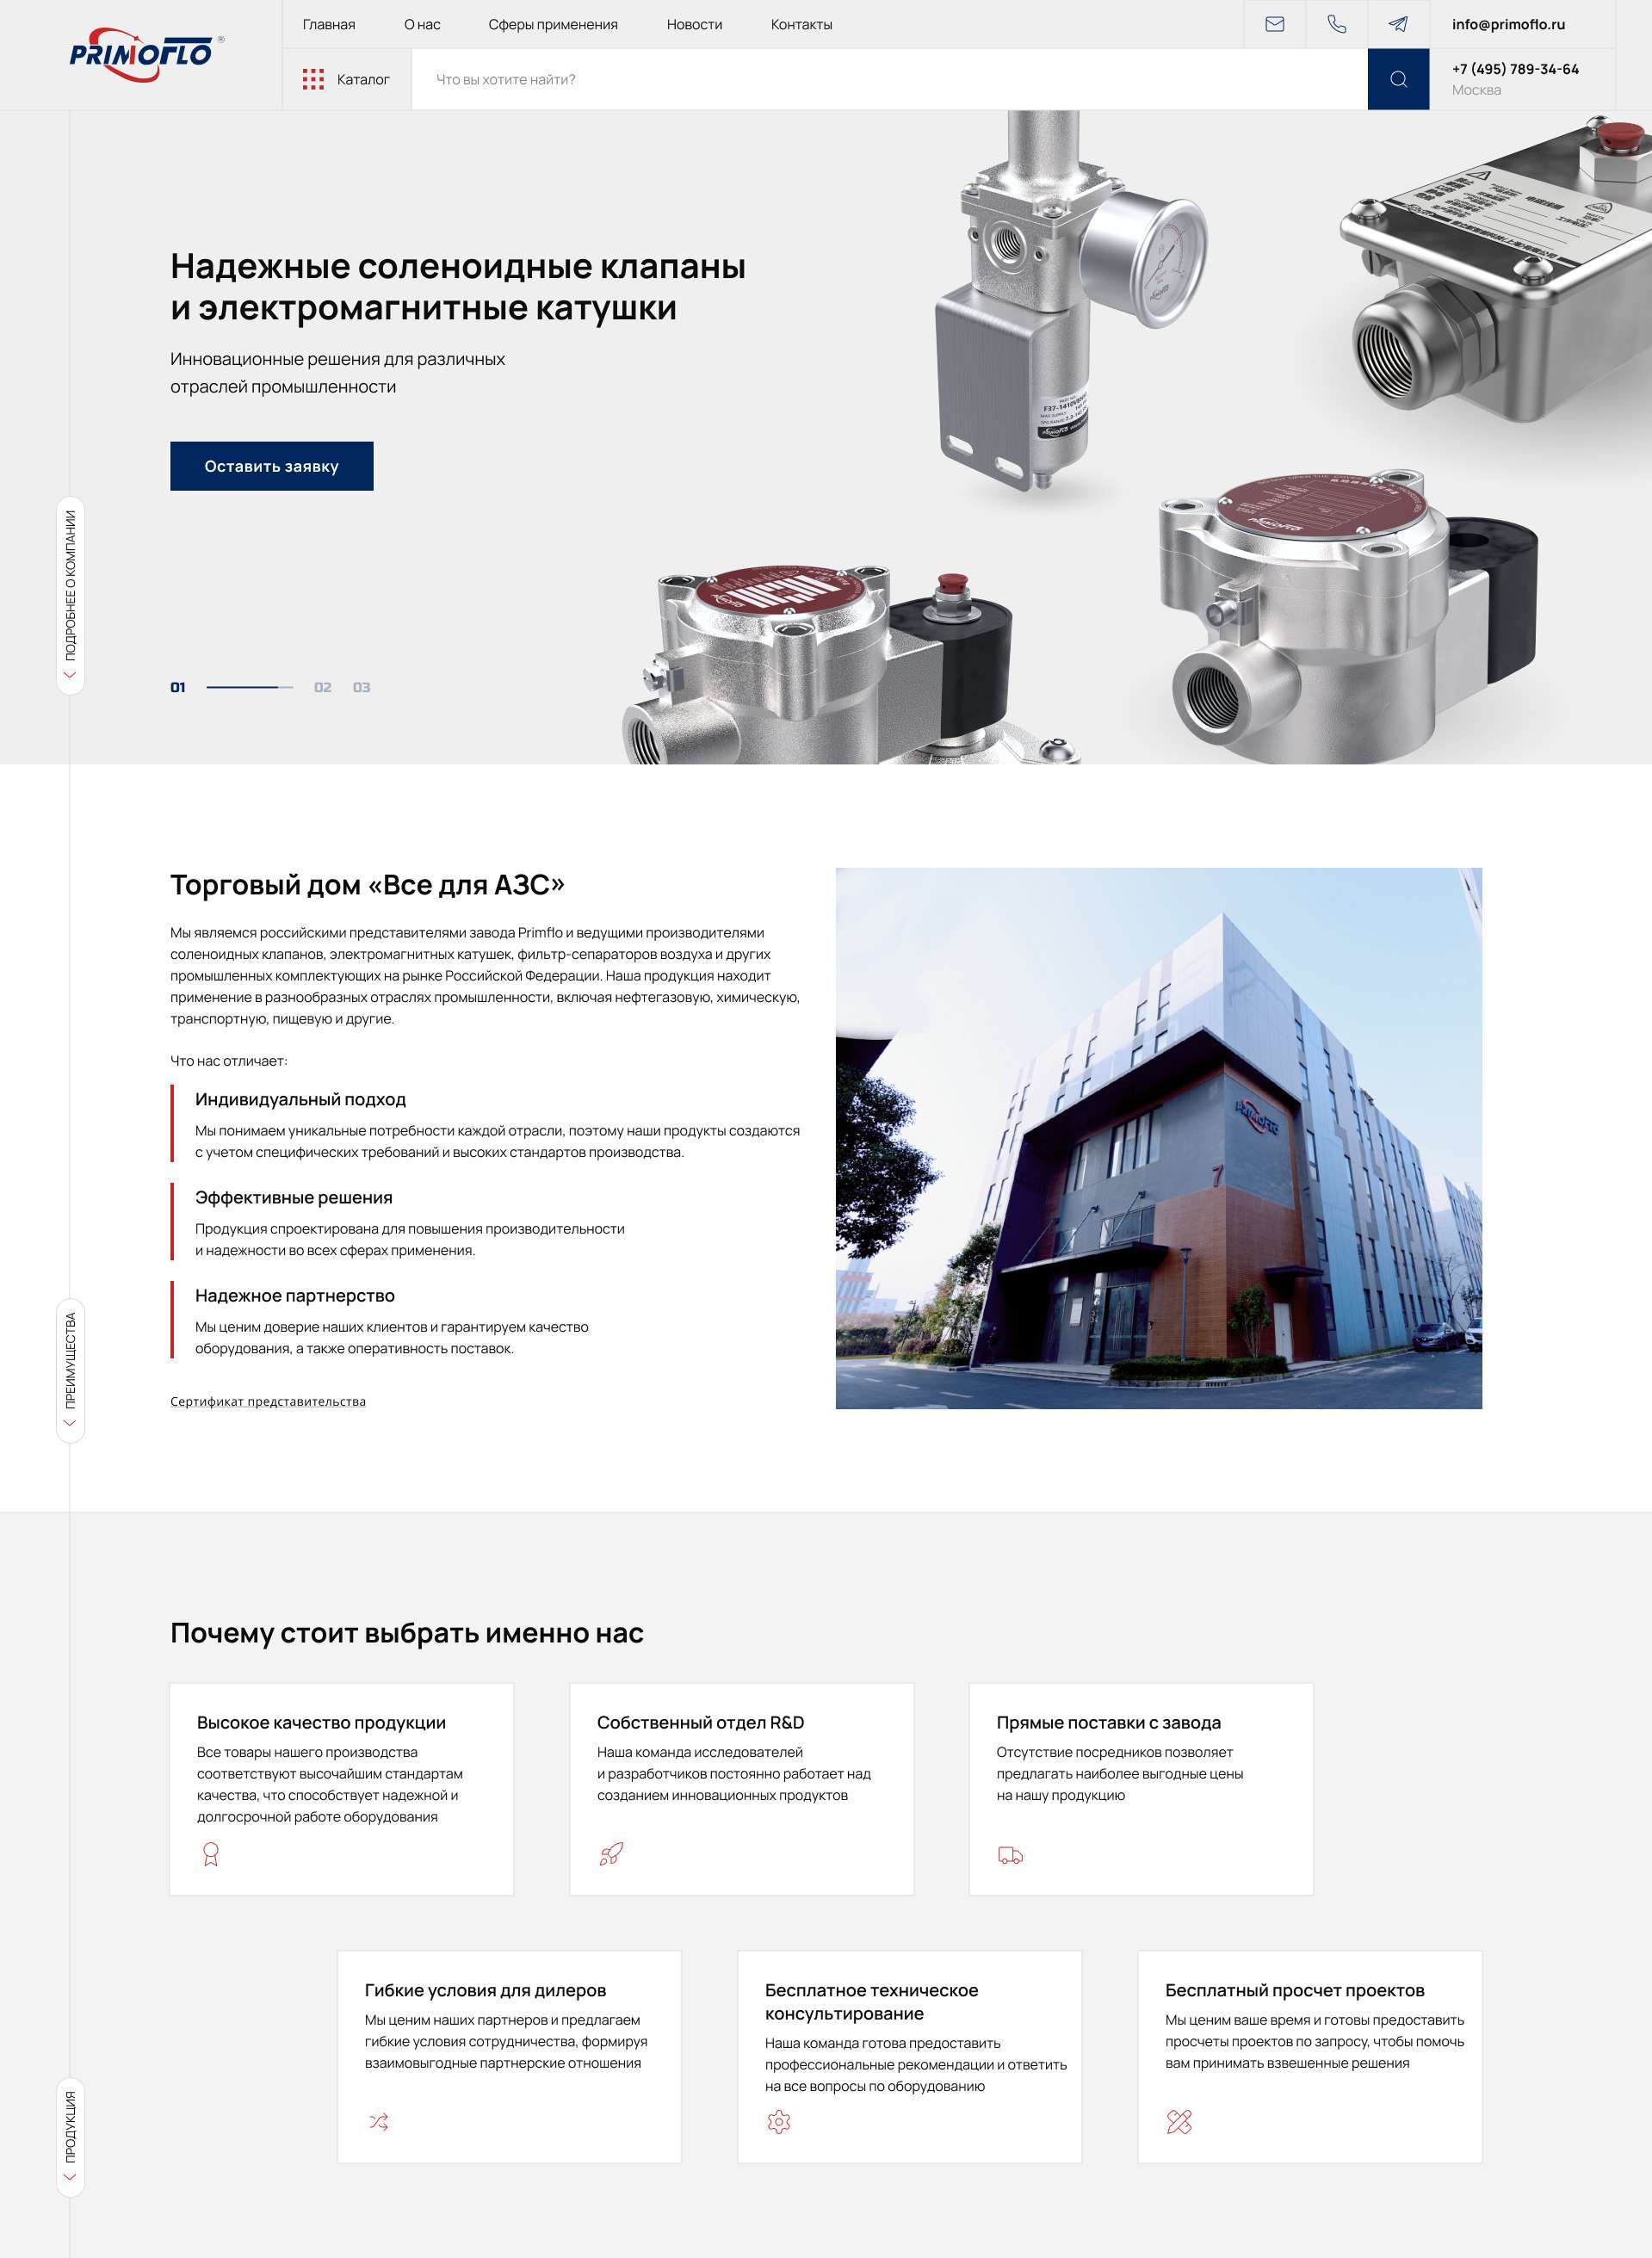 PRIMOFLO ®
Главная
О нас
Сферы применения
Новости
Контакты
info@primoflo.ru
Каталог
Что вы хотите найти?
+7 (495) 789-34-64
Москва
Надежные соленоидные клапаны
и электромагнитные катушки
Инновационные решения для различных
отраслей промышленности
Оставить заявку
ПОДРОБНЕЕ О КОМПАНИИ
01
02
03
Торговый дом «Все для АЗС»
Мы являемся российскими представителями завода Primflo и ведущими производителями
соленоидных клапанов, электромагнитных катушек, фильтр-сепараторов воздуха и других
промышленных комплектующих на рынке Российской Федерации. Наша продукция находит
применение в разнообразных отраслях промышленности, включая нефтегазовую, химическую,
транспортную, пищевую и другие.
Что нас отличает:
Индивидуальный подход
Мы понимаем уникальные потребности каждой отрасли, поэтому наши продукты создаются
с учетом специфических требований и высоких стандартов производства.
Эффективные решения
Продукция спроектирована для повышения производительности
и надежности во всех сферах применения.
Надежное партнерство
Мы ценим доверие наших клиентов и гарантируем качество
оборудования, а также оперативность поставок.
Сертификат представительства
PRIMOFLO
7
ПРЕИМУЩЕСТВА
Почему стоит выбрать именно нас
Высокое качество продукции
Все товары нашего производства
соответствуют высочайшим стандартам
качества, что способствует надежной и
долгосрочной работе оборудования
Собственный отдел R&D
Наша команда исследователей
и разработчиков постоянно работает над
созданием инновационных продуктов
Прямые поставки с завода
Отсутствие посредников позволяет
предлагать наиболее выгодные цены
на нашу продукцию
Гибкие условия для дилеров
Мы ценим наших партнеров и предлагаем
гибкие условия сотрудничества, формируя
взаимовыгодные партнерские отношения
Бесплатное техническое
консультирование
Наша команда готова предоставить
профессиональные рекомендации и ответить
на все вопросы по оборудованию
Бесплатный просчет проектов
Мы ценим ваше время и готовы предоставить
просчеты проектов по запросу, чтобы помочь
вам принимать взвешенные решения
ПРОДУКЦИЯ